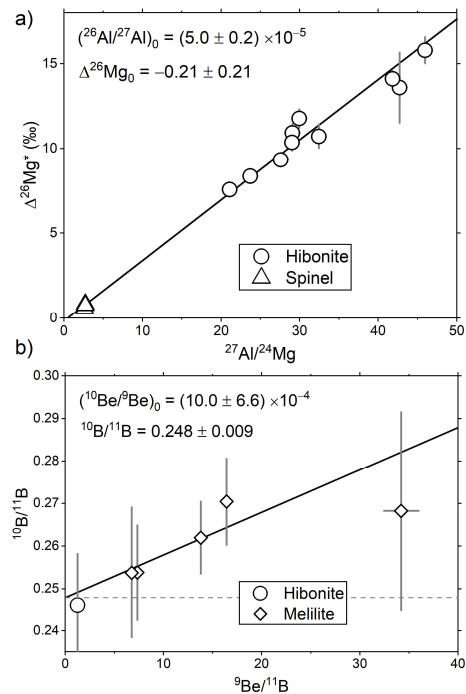 a)
(²⁶Al/²⁷Al)₀ = (5.0 ± 0.2) ×10⁻⁵
Δ²⁶Mg₀ = −0.21 ± 0.21
15
10
5
0
Δ²⁶Mg* (‰)
Hibonite
Spinel
0 10 20 30 40 50
²⁷Al/²⁴Mg
b)
0.30
0.29
0.28
0.27
0.26
0.25
0.24
(¹⁰Be/⁹Be)₀ = (10.0 ± 6.6) ×10⁻⁴
¹⁰B/¹¹B = 0.248 ± 0.009
¹⁰B/¹¹B
Hibonite
Melilite
0 10 20 30 40
⁹Be/¹¹B